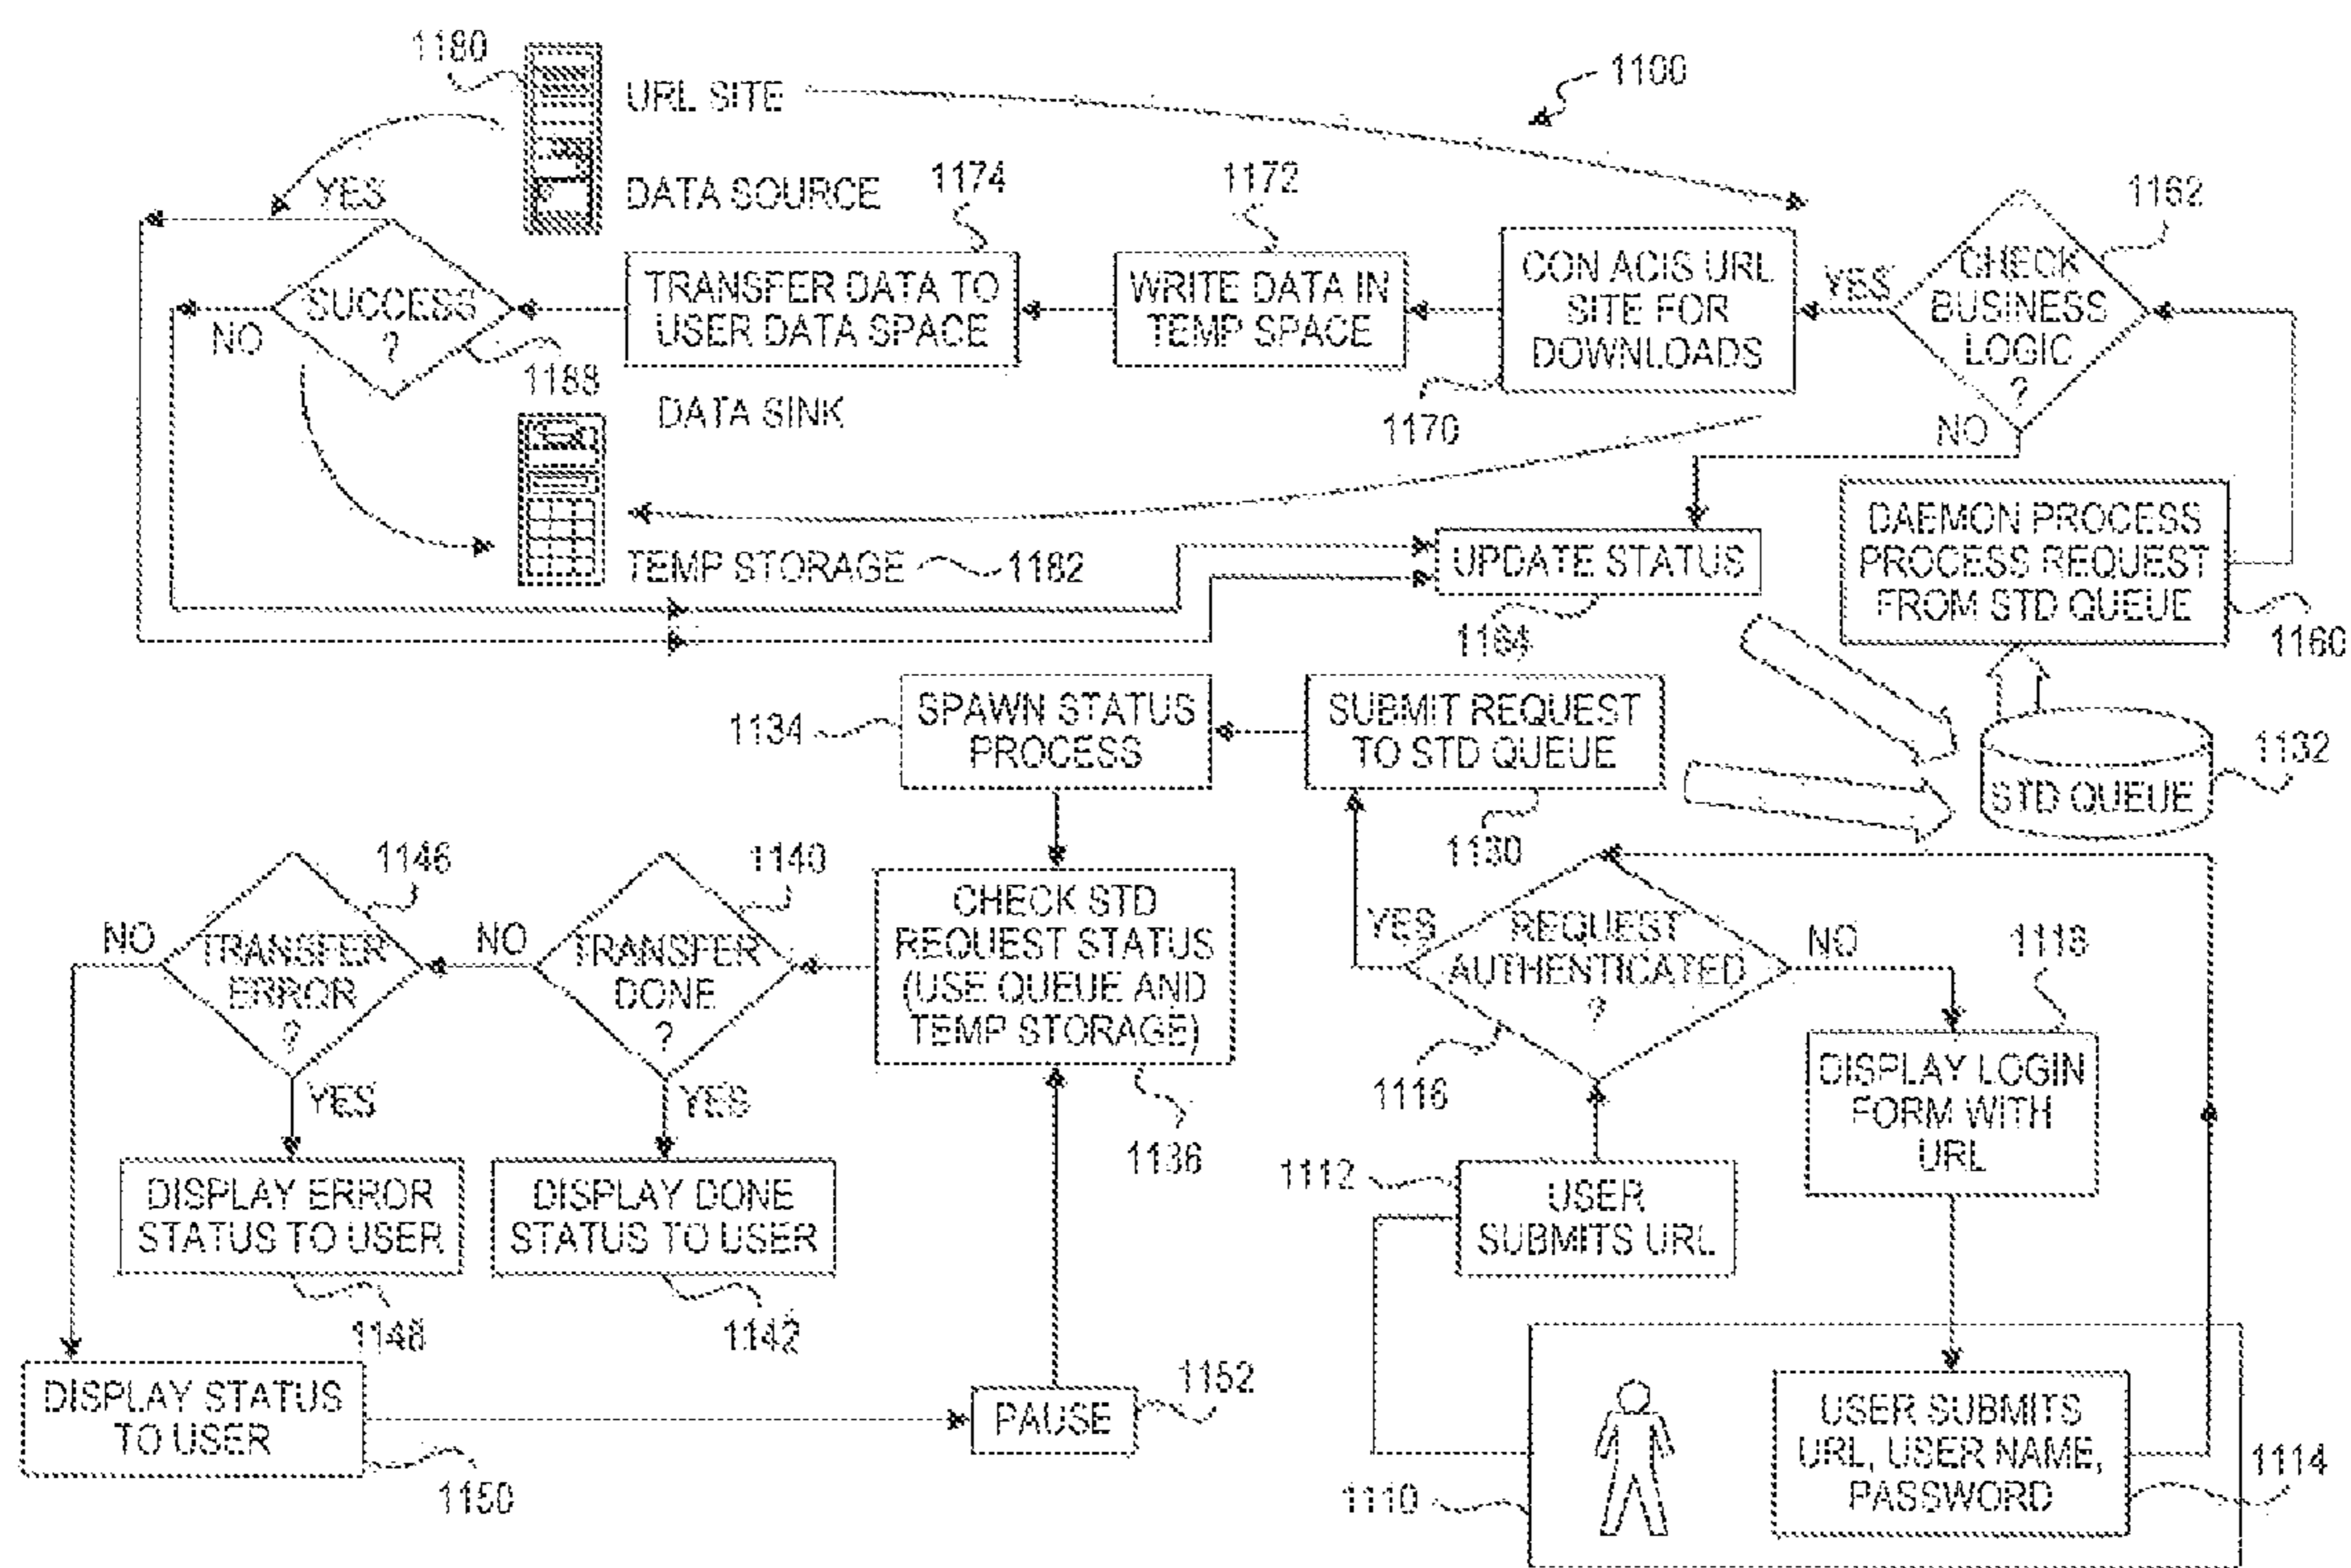 1180
URL SITE
1100
DATA SOURCE
1174
1172
1162
YES
SUCCESS
?
NO
1188
TRANSFER DATA TO
USER DATA SPACE
WRITE DATA IN
TEMP SPACE
CON ACIS URL
SITE FOR
DOWNLOADS
1170
YES
CHECK
BUSINESS
LOGIC
?
NO
DATA SINK
TEMP STORAGE
1182
UPDATE STATUS
1184
DAEMON PROCESS
PROCESS REQUEST
FROM STD QUEUE
1160
1134
SPAWN STATUS
PROCESS
SUBMIT REQUEST
TO STD QUEUE
1130
STD QUEUE
1132
1146
1140
NO
TRANSFER
ERROR
?
YES
NO
TRANSFER
DONE
?
YES
CHECK STD
REQUEST STATUS
(USE QUEUE AND
TEMP STORAGE)
1136
YES
REQUEST
AUTHENTICATED
?
NO
1116
1118
DISPLAY LOGIN
FORM WITH
URL
DISPLAY ERROR
STATUS TO USER
1148
DISPLAY DONE
STATUS TO USER
1142
1112
USER
SUBMITS URL
DISPLAY STATUS
TO USER
1150
PAUSE
1152
1110
USER SUBMITS
URL, USER NAME,
PASSWORD
1114